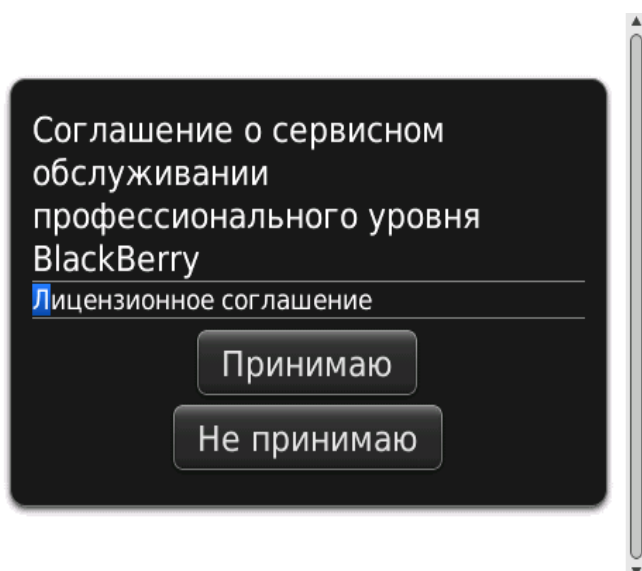 Соглашение о сервисном
обслуживании
профессионального уровня
BlackBerry
Лицензионное соглашение
Принимаю
Не принимаю